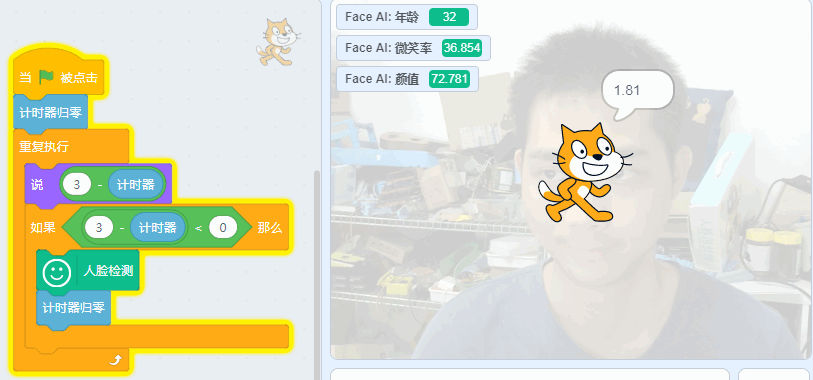 当 被点击
计时器归零
重复执行
说 3 - 计时器
如果 3 - 计时器 < 0 那么
人脸检测
计时器归零
Face AI: 年龄 32
Face AI: 微笑率 36.854
Face AI: 颜值 72.781
1.81